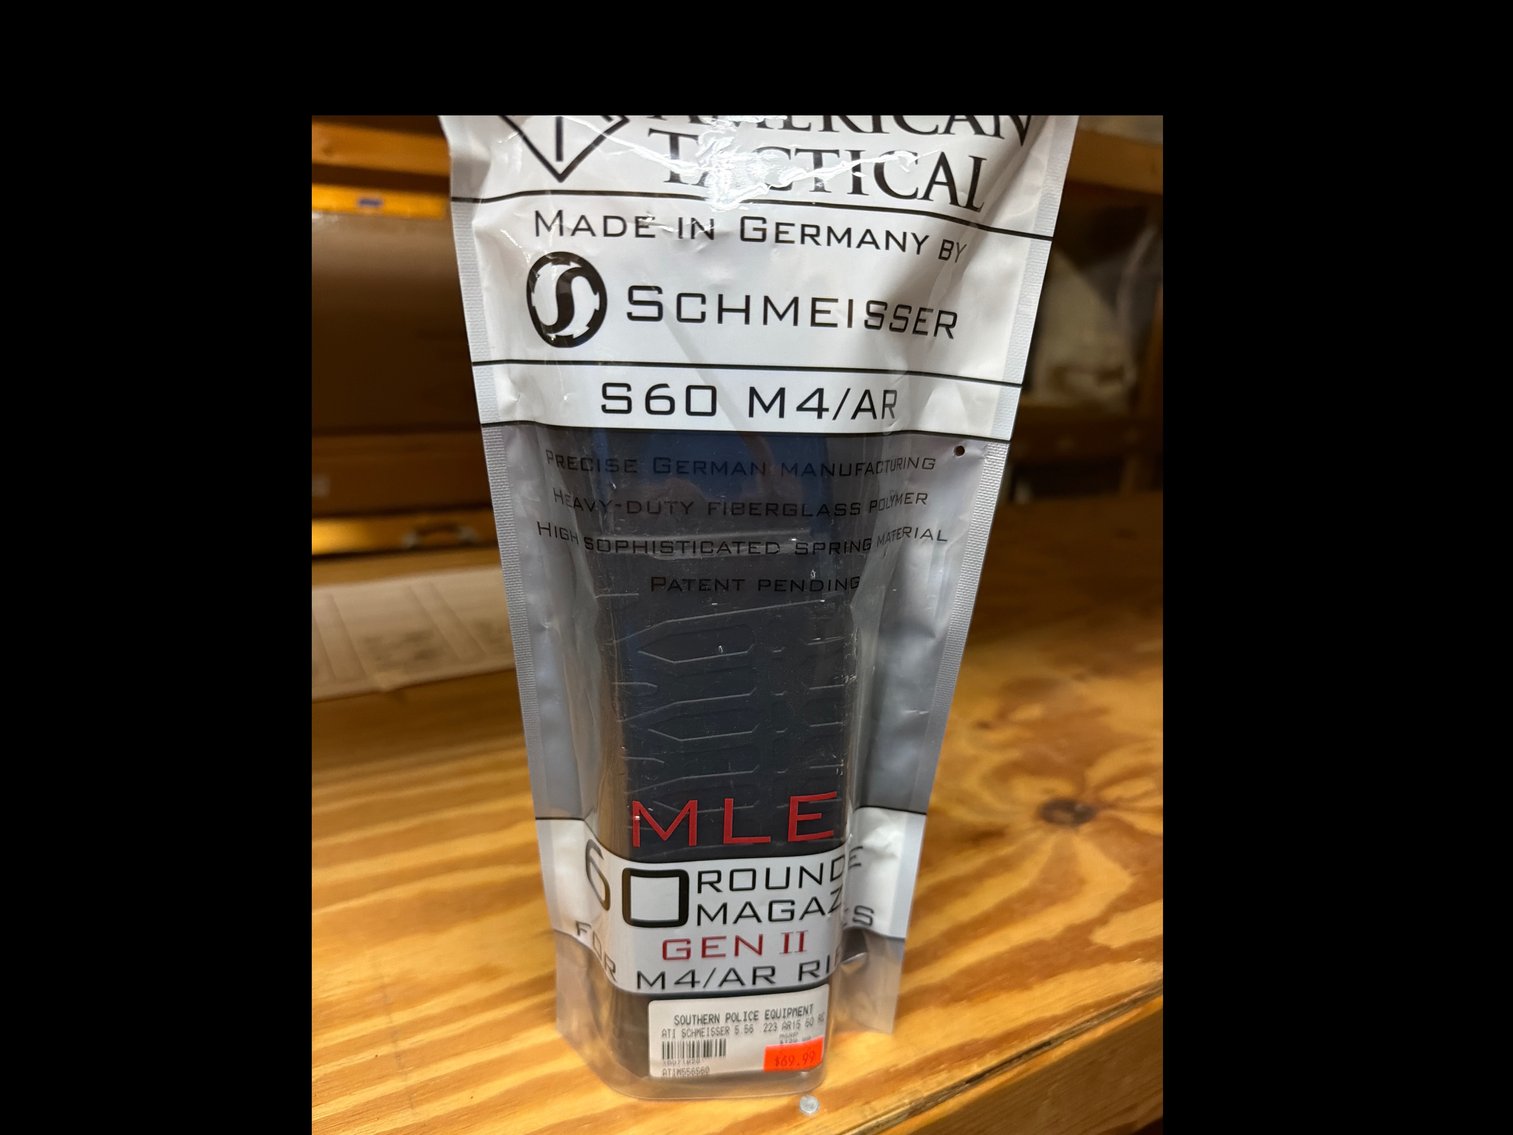 AMERICAN
TACTICAL
MADE IN GERMANY BY
SCHMEISSER
S60 M4/AR
PRECISE GERMAN MANUFACTURING
HEAVY-DUTY FIBERGLASS POLYMER
HIGH SOPHISTICATED SPRING MATERIAL
PATENT PENDING
MLE
60 ROUND
MAGAZ
GEN II
FOR M4/AR RI
SOUTHERN POLICE EQUIPMENT
ATI SCHMEISSER 5.56 223 AR15 60
$69.99
ATIM556S60